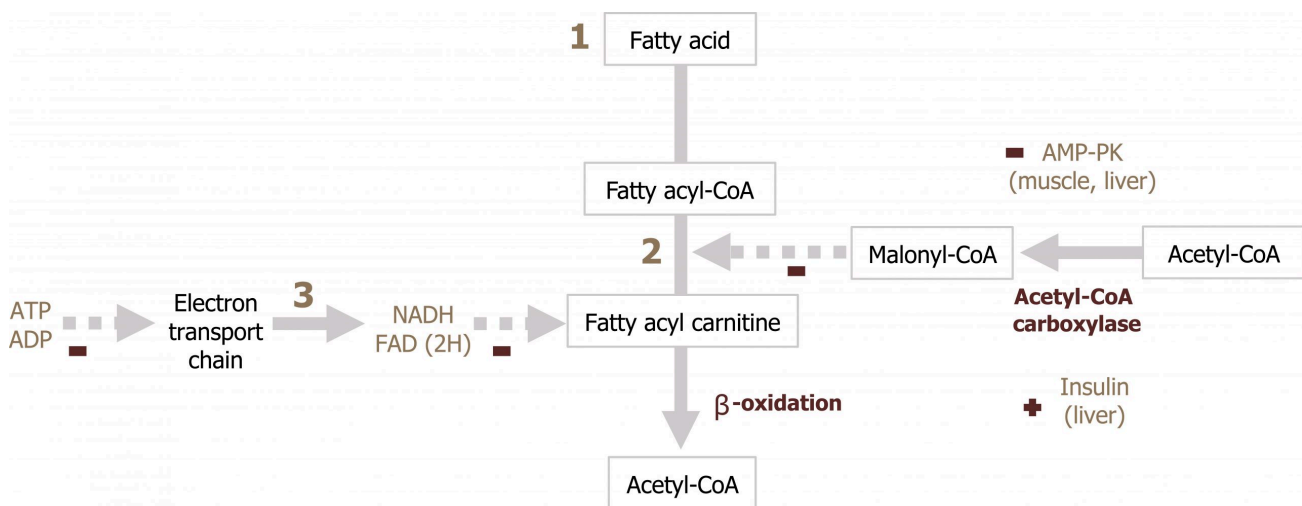 1
Fatty acid
Fatty acyl-CoA
AMP-PK
(muscle, liver)
2
Malonyl-CoA
Acetyl-CoA
Acetyl-CoA
carboxylase
ATP
ADP
Electron
transport
chain
3
NADH
FAD (2H)
Fatty acyl carnitine
β-oxidation
Insulin
(liver)
Acetyl-CoA